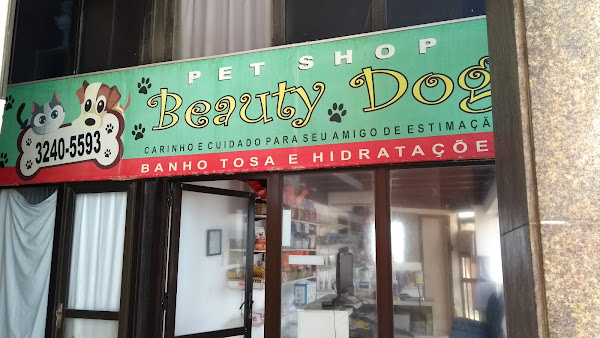 PET SHOP
Beauty Dog
3240-5593
CARINHO E CUIDADO PARA SEU AMIGO DE ESTIMAÇÃ
BANHO TOSA E HIDRATAÇÕE